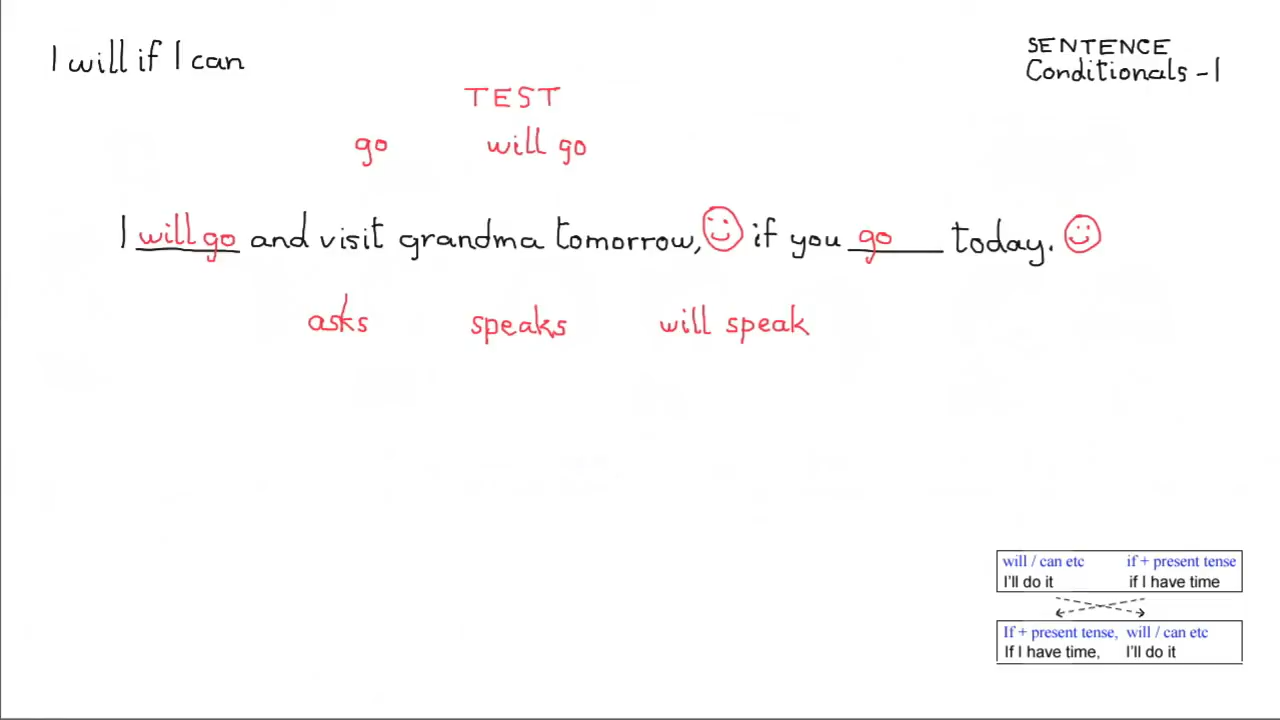 I will if I can
SENTENCE
Conditionals - 1
TEST
go will go
I will go and visit grandma tomorrow, if you go today.
asks speaks will speak
will / can etc if + present tense
I'll do it if I have time
If + present tense, will / can etc
If I have time, I'll do it